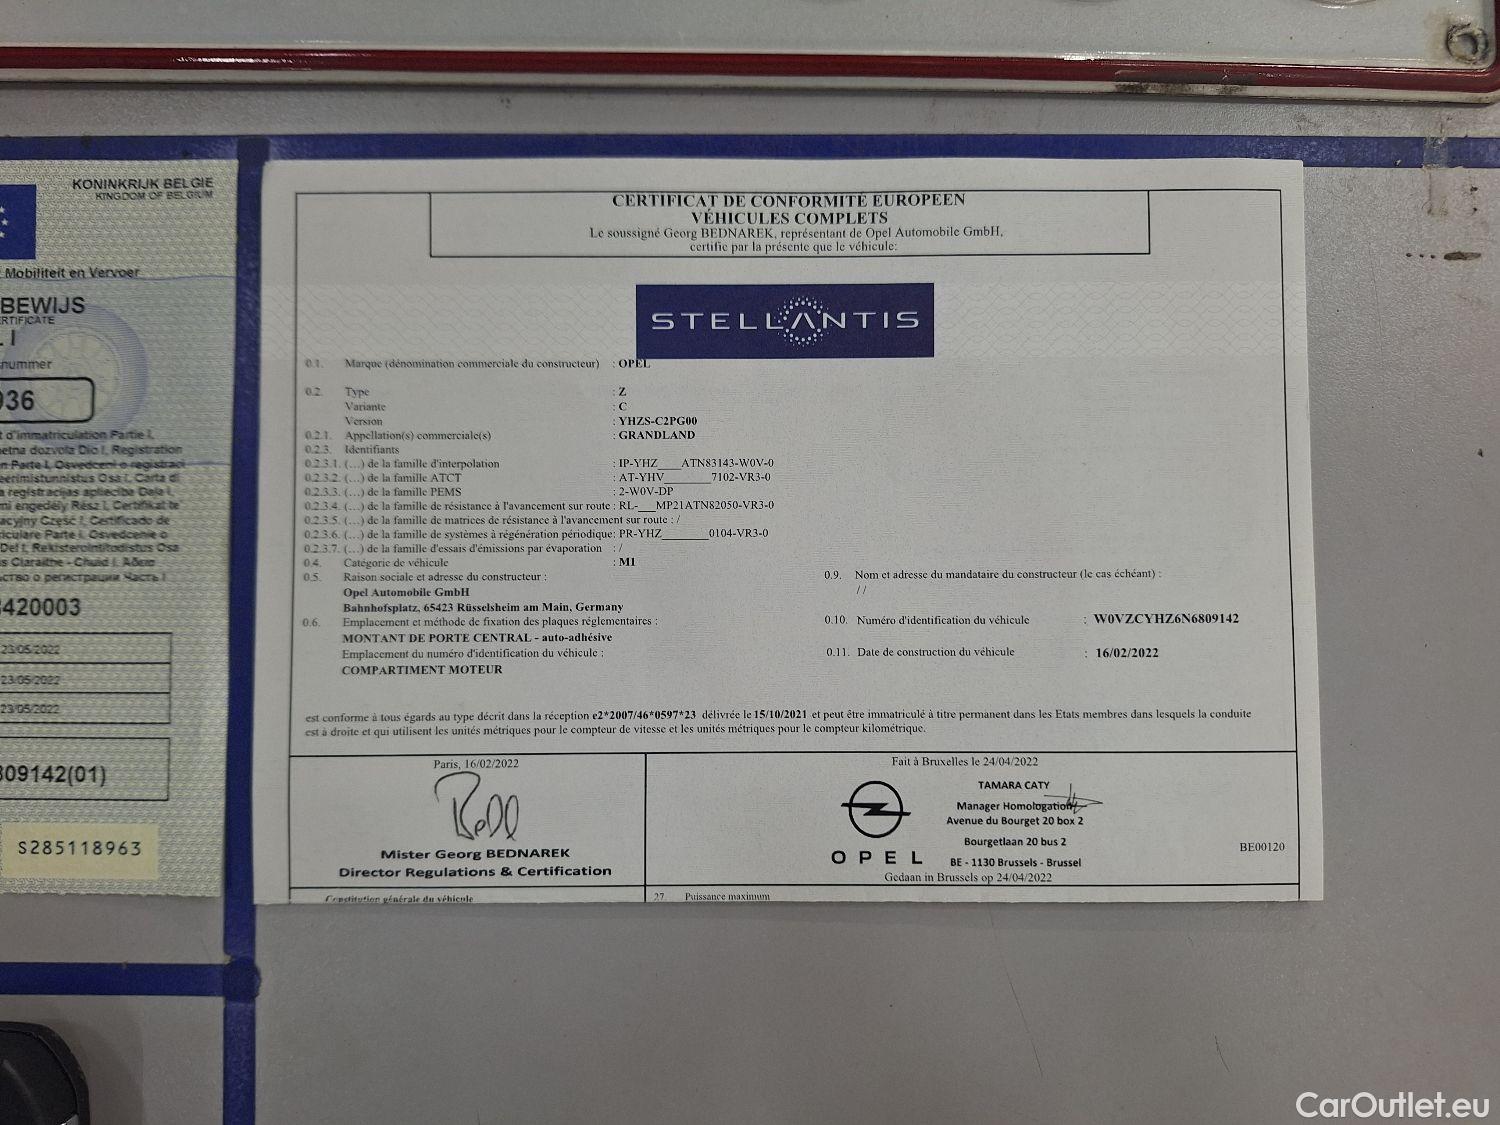 KONINKRIJK BELGIE
KINGDOM OF BELGIUM
Mobiliteit en Vervoer
BEWIJS
nummer
936
d'immatriculation Partie I,
dozvola Dio I, Registration
Parte I, Osvedceni o registraci
Osa I, Carta di
a registracijas apliecība Daļa I,
mi engedély Rész I, Certifikat te
Część I, Certificado de
Parte I, Osvedčenie o
Del I, Rekisteröintitodistus Osa
Claraithe - Chuid I, Abeto
о регистрации Часть I
420003
23/05/2022
23/05/2022
23/05/2022
309142(01)
S285118963
CERTIFICAT DE CONFORMITE EUROPEEN
VÉHICULES COMPLETS
Le soussigné Georg BEDNAREK, représentant de Opel Automobile GmbH,
certifie par la présente que le véhicule:
STELLANTIS
0.1. Marque (dénomination commerciale du constructeur) : OPEL
0.2. Type : Z
Variante : C
Version : YHZS-C2PG00
0.2.1. Appellation(s) commerciale(s) : GRANDLAND
0.2.3. Identifiants
0.2.3.1. (...) de la famille d'interpolation : IP-YHZ____ATN83143-W0V-0
0.2.3.2. (...) de la famille ATCT : AT-YHV________7102-VR3-0
0.2.3.3. (...) de la famille PEMS : 2-W0V-DP
0.2.3.4. (...) de la famille de résistance à l'avancement sur route : RL-___MP21ATN82050-VR3-0
0.2.3.5. (...) de la famille de matrices de résistance à l'avancement sur route : /
0.2.3.6. (...) de la famille de systèmes à régénération périodique: PR-YHZ________0104-VR3-0
0.2.3.7. (...) de la famille d'essais d'émissions par évaporation : /
0.4. Catégorie de véhicule : M1
0.5. Raison sociale et adresse du constructeur :
Opel Automobile GmbH
Bahnhofsplatz, 65423 Rüsselsheim am Main, Germany
0.6. Emplacement et méthode de fixation des plaques réglementaires :
MONTANT DE PORTE CENTRAL - auto-adhésive
Emplacement du numéro d'identification du véhicule :
COMPARTIMENT MOTEUR
0.9. Nom et adresse du mandataire du constructeur (le cas échéant) :
/ /
0.10. Numéro d'identification du véhicule : W0VZCYHZ6N6809142
0.11. Date de construction du véhicule : 16/02/2022
est conforme à tous égards au type décrit dans la réception e2*2007/46*0597*23 délivrée le 15/10/2021 et peut être immatriculé à titre permanent dans les Etats membres dans lesquels la conduite
est à droite et qui utilisent les unités métriques pour le compteur de vitesse et les unités métriques pour le compteur kilométrique.
Paris, 16/02/2022
Mister Georg BEDNAREK
Director Regulations & Certification
Fait à Bruxelles le 24/04/2022
TAMARA CATY
Manager Homologation
Avenue du Bourget 20 box 2
Bourgetlaan 20 bus 2
BE - 1130 Brussels - Brussel
Gedaan in Brussels op 24/04/2022
OPEL
BE00120
Constitution générale du véhicule
27. Puissance maximum
CarOutlet.eu